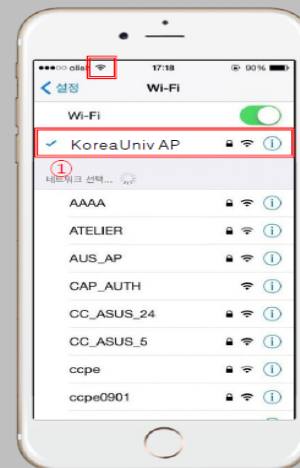 olleh 17:18 90%
설정 Wi-Fi
Wi-Fi
KoreaUniv AP
①
네트워크 선택...
AAAA
ATELIER
AUS_AP
CAP_AUTH
CC_ASUS_24
CC_ASUS_5
ccpe
ccpe0901